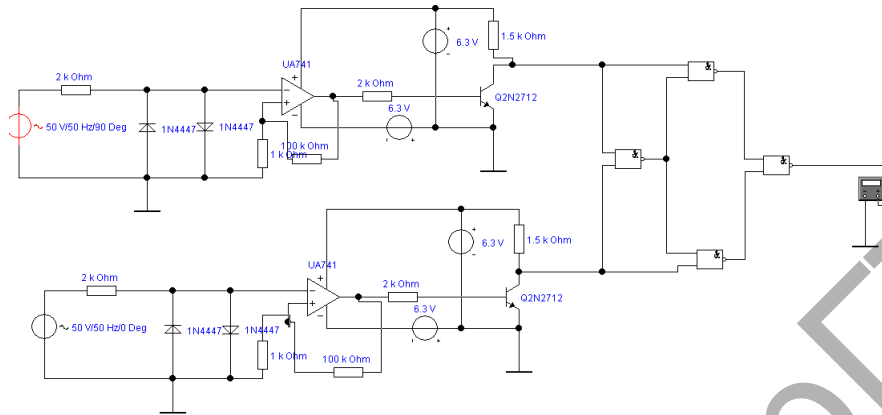 6.3 V
1.5 k Ohm
UA741
2 k Ohm
2 k Ohm
Q2N2712
6.3 V
50 V/50 Hz/90 Deg
1N4447
1N4447
100 k Ohm
1 k Ohm
6.3 V
1.5 k Ohm
UA741
2 k Ohm
2 k Ohm
Q2N2712
6.3 V
50 V/50 Hz/0 Deg
1N4447
1N4447
1 k Ohm
100 k Ohm